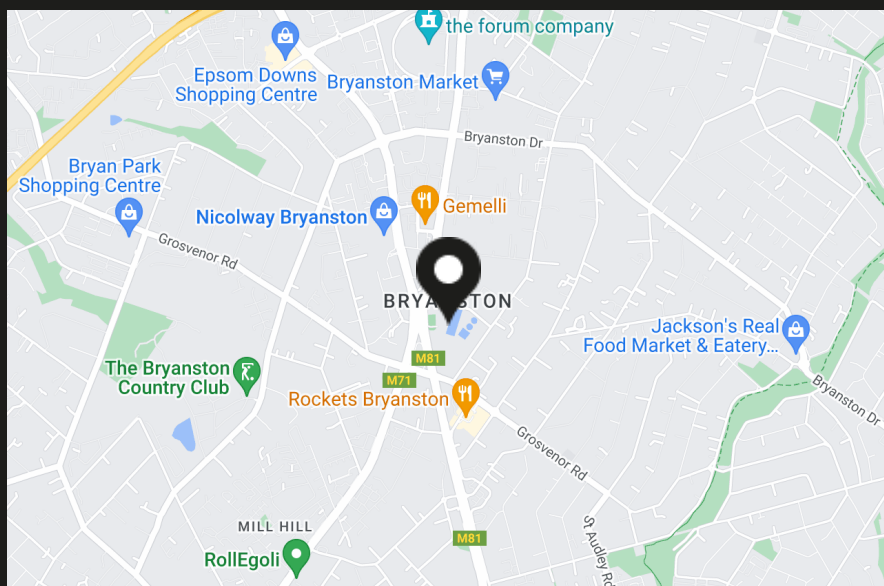 the forum company
Epsom Downs
Shopping Centre
Bryanston Market
Bryanston Dr
Bryan Park
Shopping Centre
Nicolway Bryanston
Gemelli
Grosvenor Rd
BRYANSTON
Jackson's Real
Food Market & Eatery...
M81
The Bryanston
Country Club
M71
Rockets Bryanston
Bryanston Dr
Grosvenor Rd
MILL HILL
M81
St Audley Rd
RollEgoli